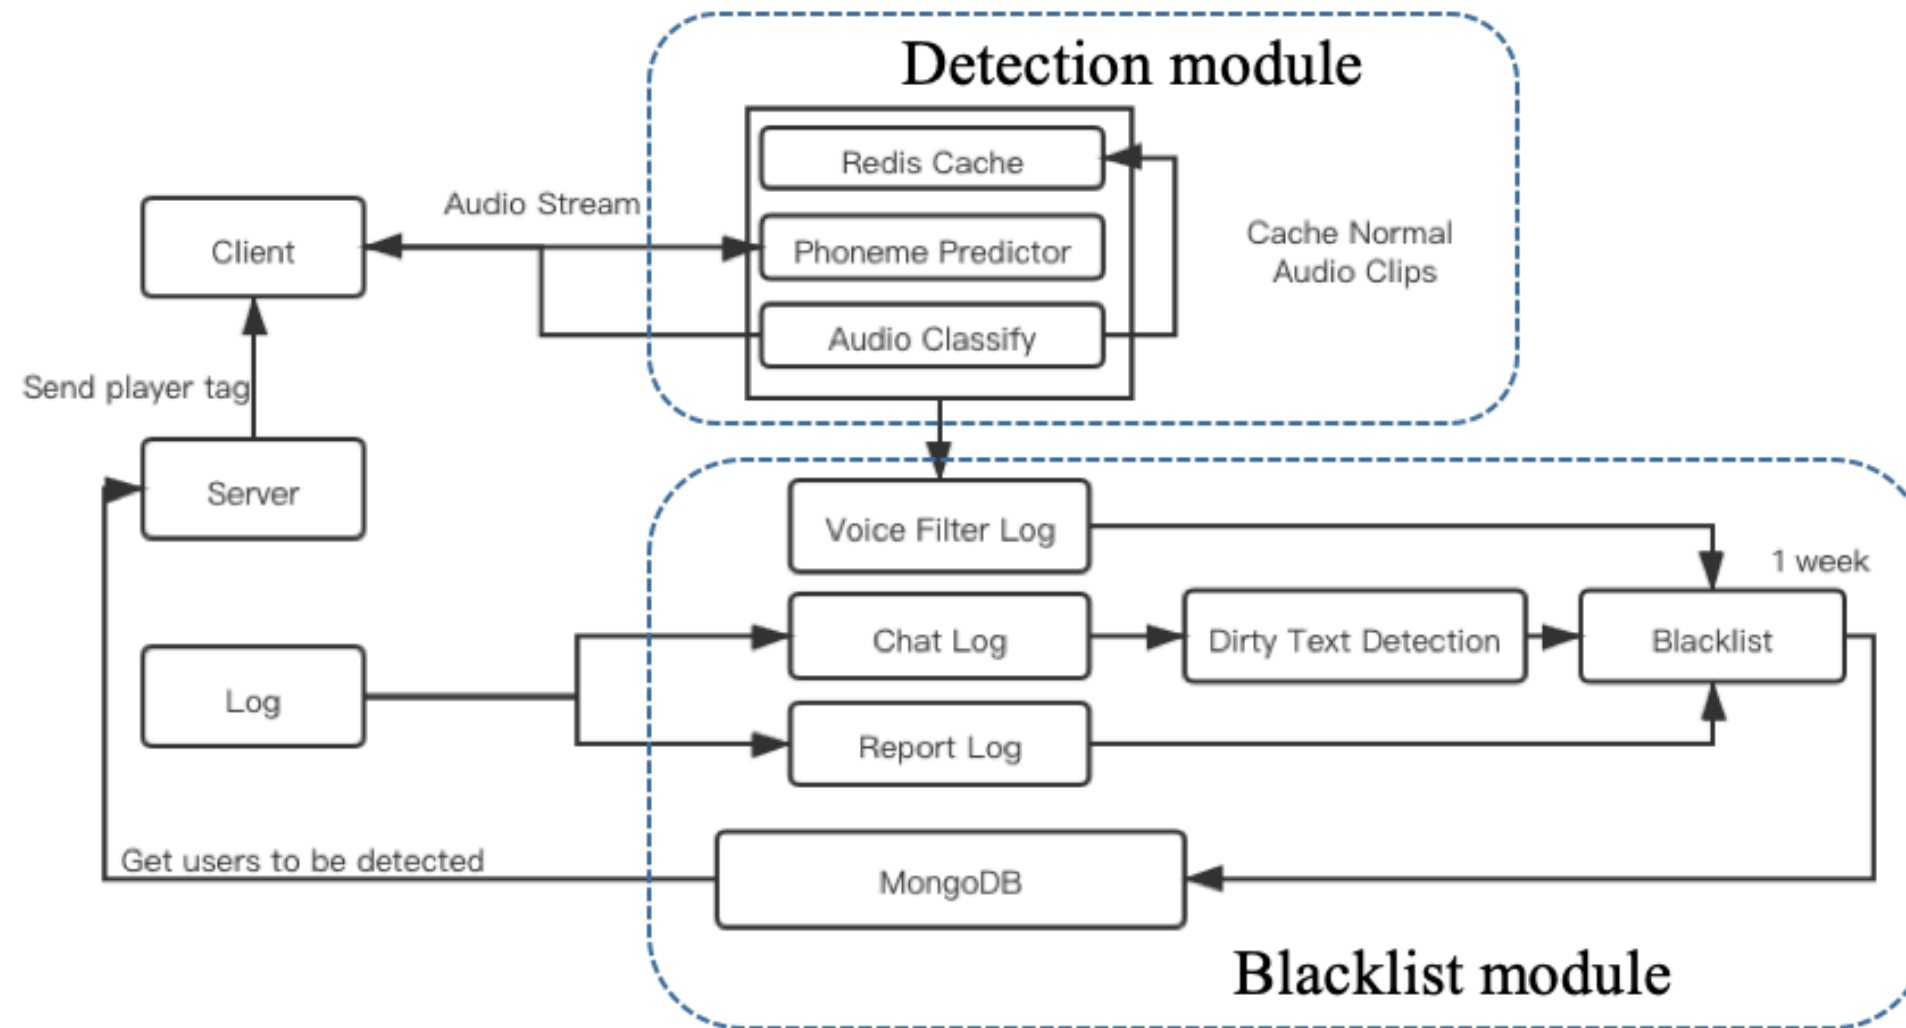 Detection module
Redis Cache
Audio Stream
Client
Phoneme Predictor
Cache Normal
Audio Clips
Audio Classify
Send player tag
Server
Voice Filter Log
1 week
Chat Log
Dirty Text Detection
Blacklist
Log
Report Log
Get users to be detected
MongoDB
Blacklist module